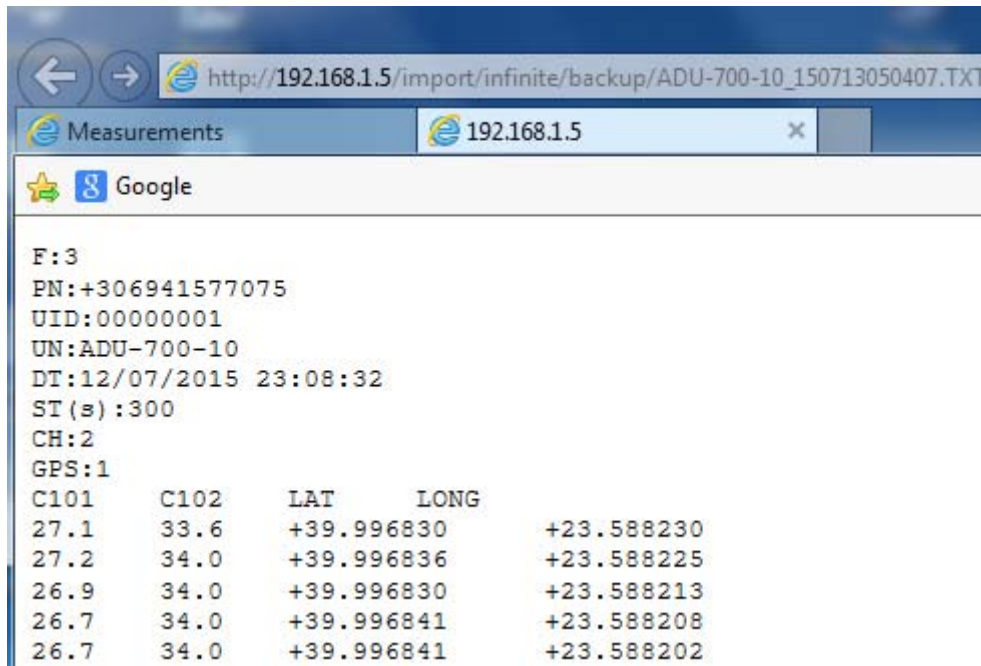 http://192.168.1.5/import/infinite/backup/ADU-700-10_150713050407.TXT
Measurements 192.168.1.5
Google
F:3
PN:+306941577075
UID:00000001
UN:ADU-700-10
DT:12/07/2015 23:08:32
ST(s):300
CH:2
GPS:1
C101 C102 LAT LONG
27.1 33.6 +39.996830 +23.588230
27.2 34.0 +39.996836 +23.588225
26.9 34.0 +39.996830 +23.588213
26.7 34.0 +39.996841 +23.588208
26.7 34.0 +39.996841 +23.588202